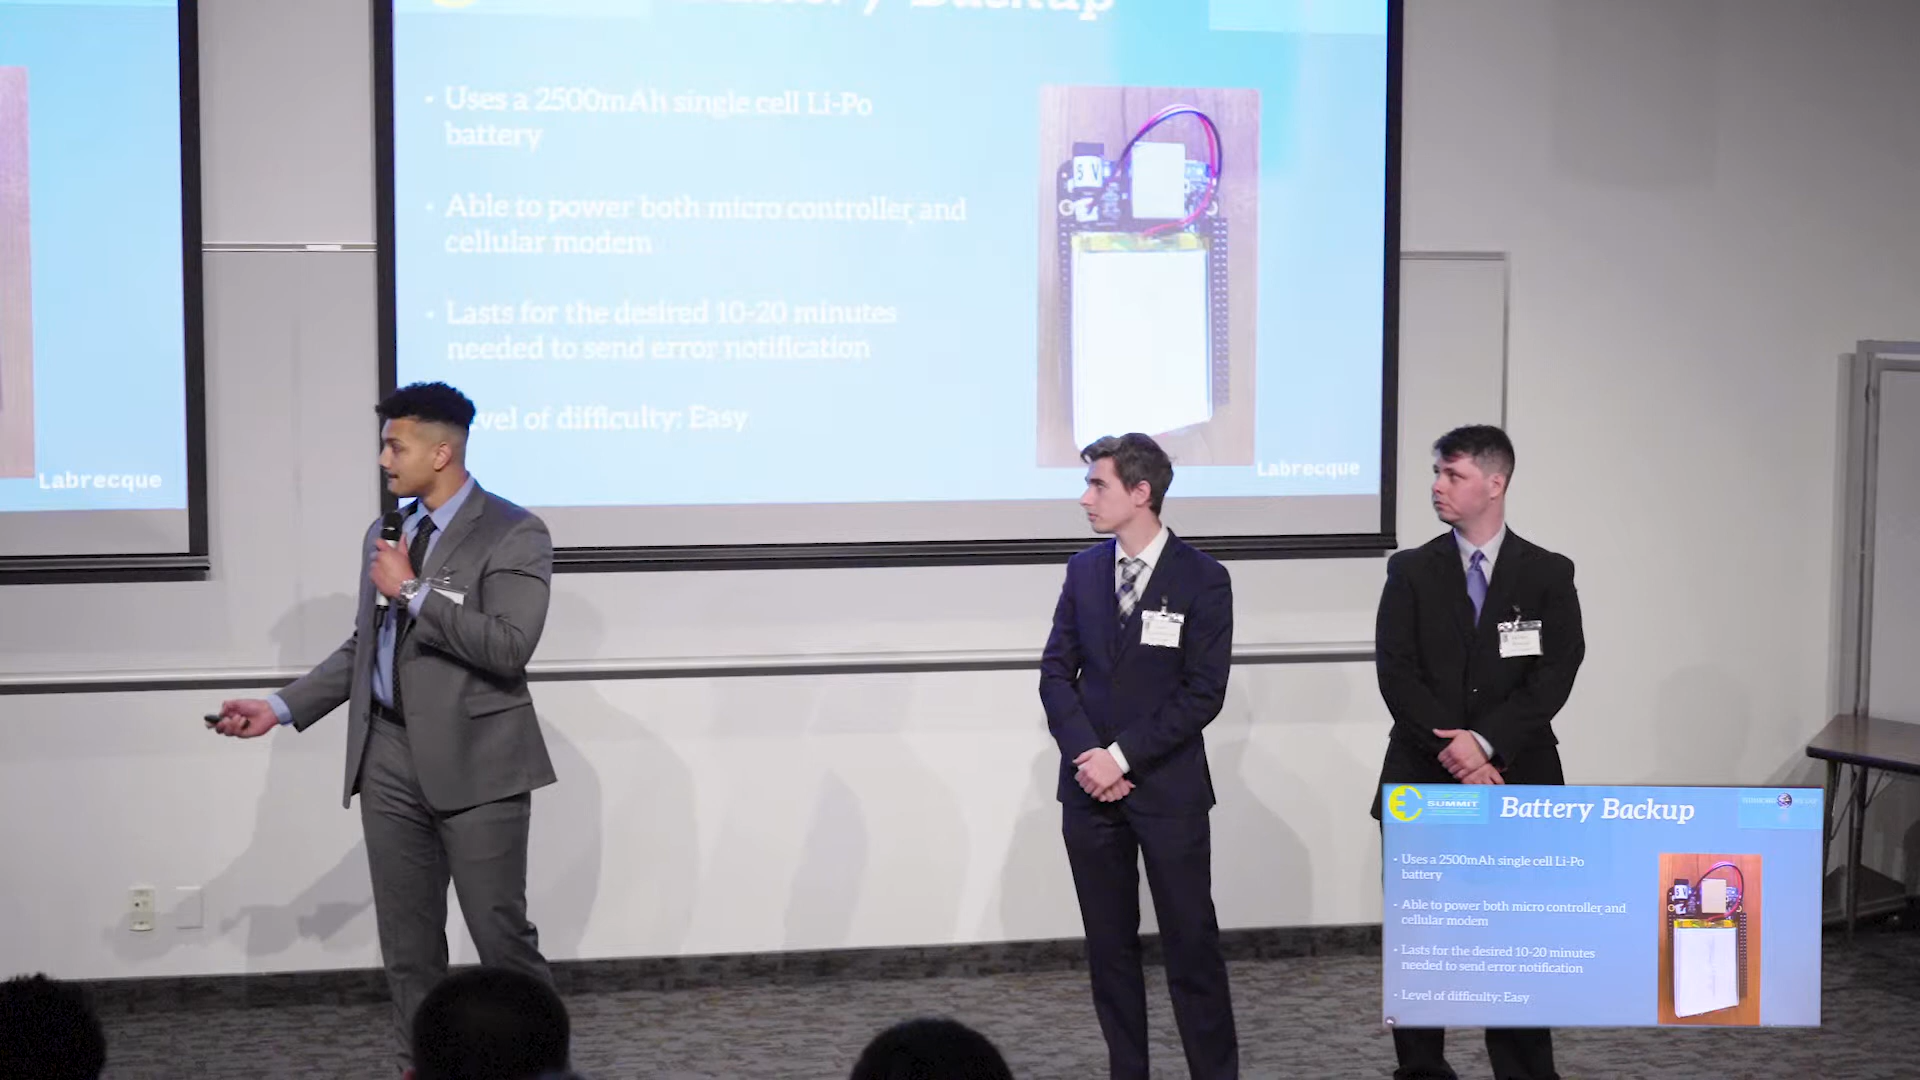 Battery Backup
• Uses a 2500mAh single cell Li-Po
battery
• Able to power both micro controller, and
cellular modem
• Lasts for the desired 10-20 minutes
needed to send error notification
evel of difficulty: Easy
5 V
Labrecque
Labrecque
SUMMIT
Battery Backup
• Uses a 2500mAh single cell Li-Po
battery
• Able to power both micro controller, and
cellular modem
• Lasts for the desired 10-20 minutes
needed to send error notification
• Level of difficulty: Easy
5 V